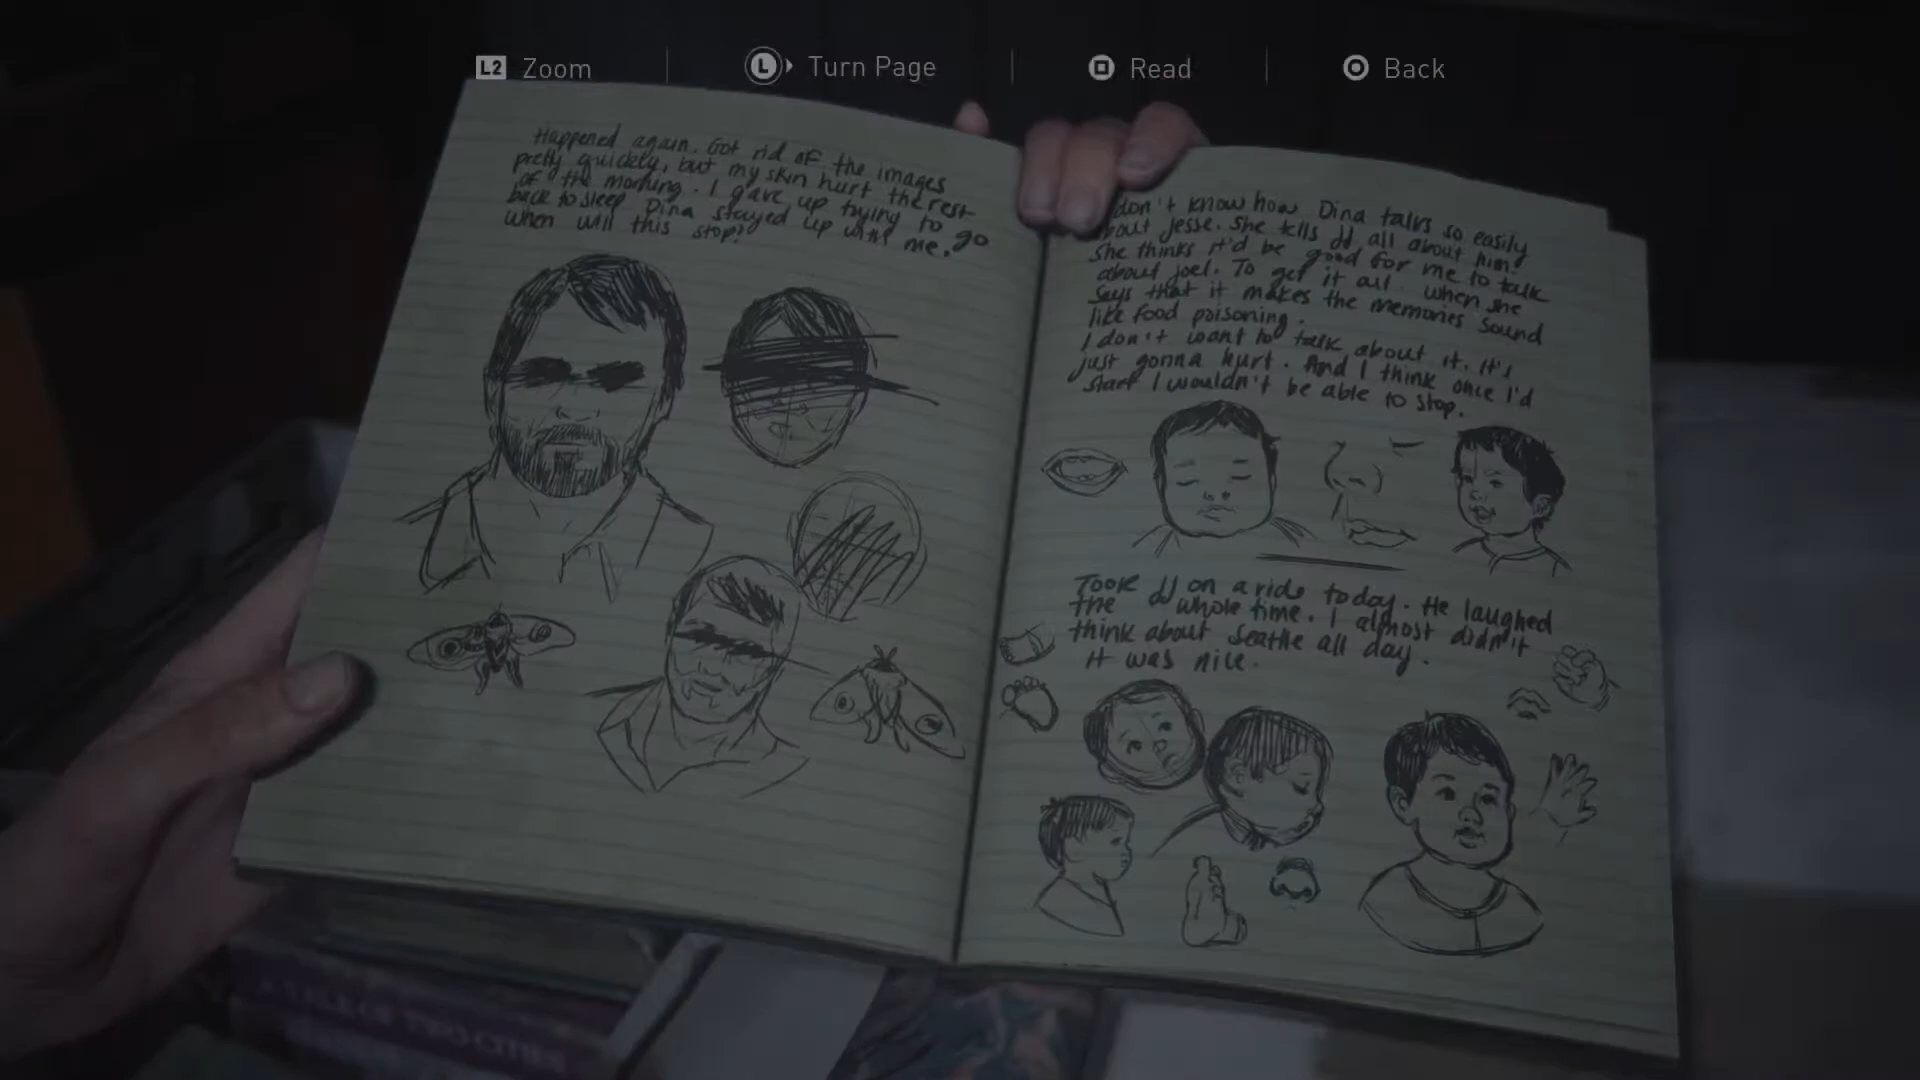 L2 Zoom
L Turn Page
Read
Back
Happened again. Got rid of the images
pretty quickly, but my skin hurt the rest
of the morning. I gave up trying to go
back to sleep Dina stayed up with me.
when will this stop?
don't know how Dina talks so easily
about Jesse. She tells JJ all about him.
She thinks it'd be good for me to talk
about Joel. To get it out. When she
says that it makes the memories sound
like food poisoning.
I don't want to talk about it. It's
just gonna hurt. And I think once I'd
start I wouldn't be able to stop.
Took JJ on a ride today. He laughed
the whole time. I almost didn't
think about Seattle all day.
It was nice.
A TALE OF TWO CITIES